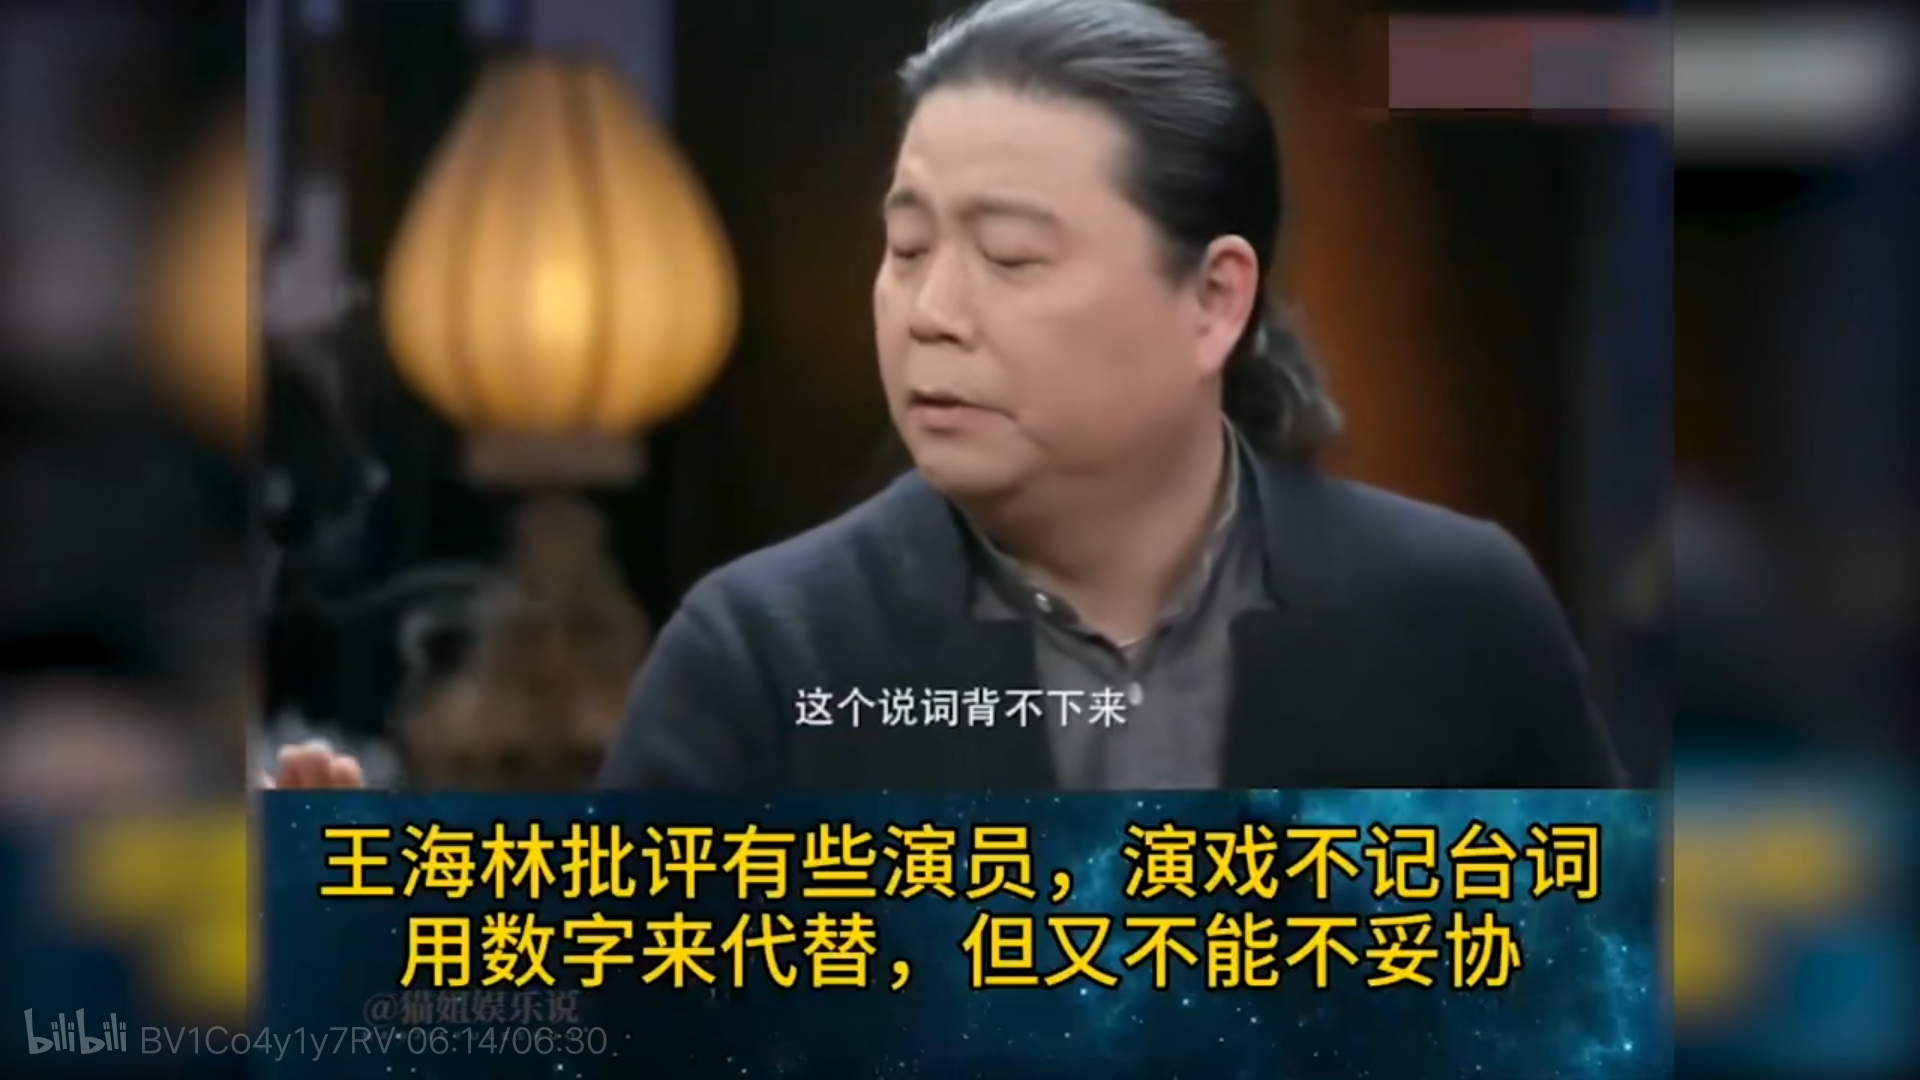 这个说词背不下来
王海林批评有些演员，演戏不记台词
用数字来代替，但又不能不妥协
@猫姐娱乐说
bilibili BV1Co4y1y7RV 06:14/06:30